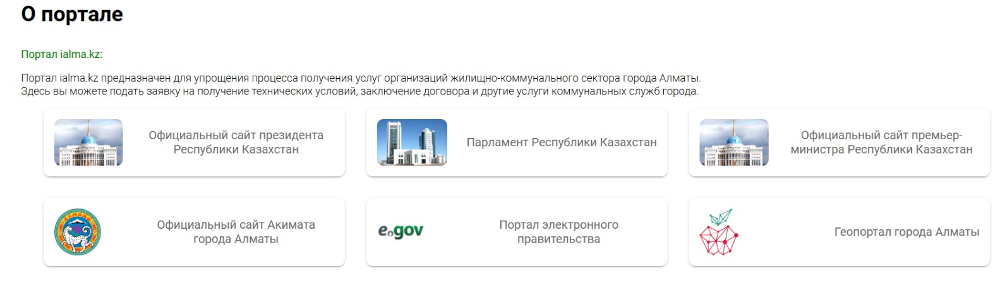 О портале
Портал ialma.kz:
Портал ialma.kz предназначен для упрощения процесса получения услуг организаций жилищно-коммунального сектора города Алматы.
Здесь вы можете подать заявку на получение технических условий, заключение договора и другие услуги коммунальных служб города.
Официальный сайт президента
Республики Казахстан
Парламент Республики Казахстан
Официальный сайт премьер-
министра Республики Казахстан
Официальный сайт Акимата
города Алматы
e.gov
Портал электронного
правительства
Геопортал города Алматы